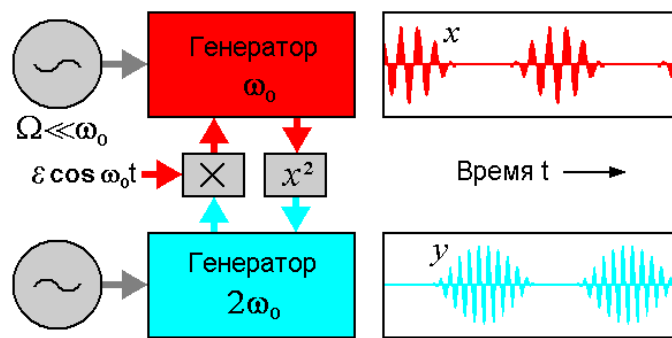 Генератор
ω₀
x
Ω≪ω₀
ε cos ω₀t
×
x²
Время t
Генератор
2ω₀
y